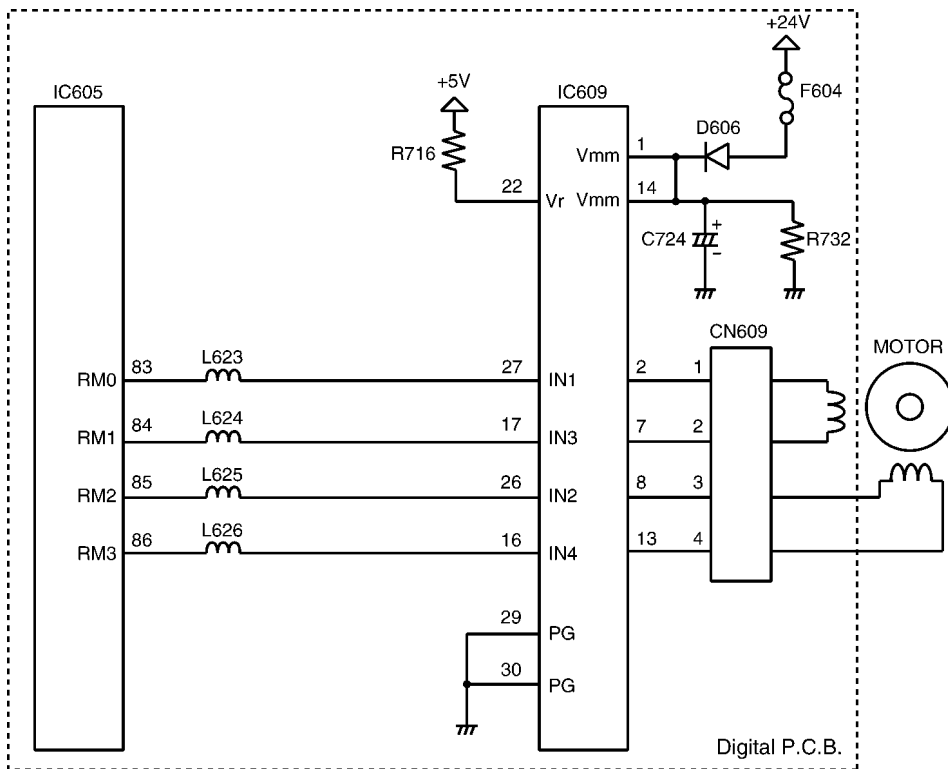 +24V
+5V
IC605
IC609
F604
D606
R716
Vmm
1
22
Vr
Vmm
14
C724
+
−
R732
CN609
MOTOR
RM0
83
L623
27
IN1
2
1
RM1
84
L624
17
IN3
7
2
RM2
85
L625
26
IN2
8
3
RM3
86
L626
16
IN4
13
4
29
PG
30
PG
Digital P.C.B.